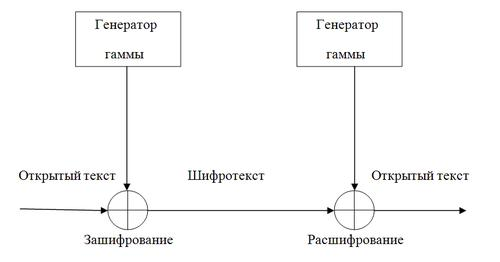 Генератор
гаммы
Генератор
гаммы
Открытый текст
Шифротекст
Открытый текст
Зашифрование
Расшифрование